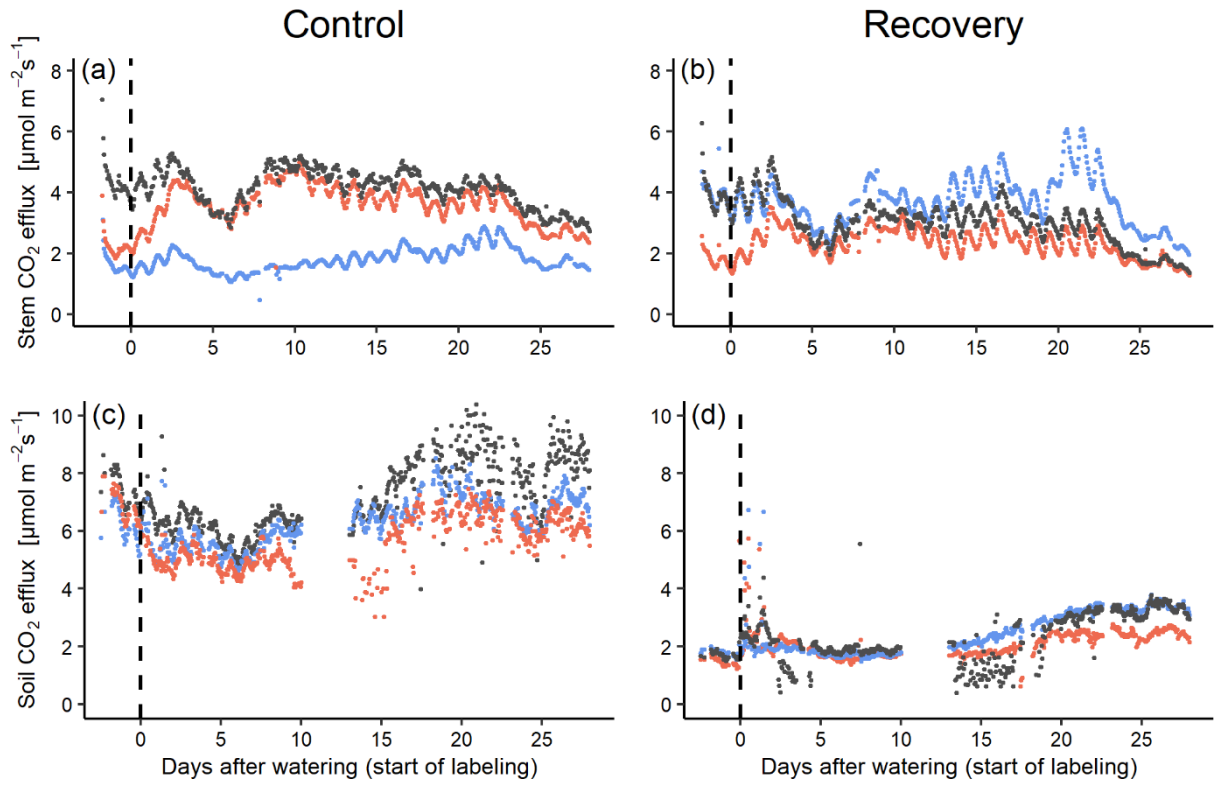 Control
Recovery
Stem CO2 efflux [µmol m−2s−1]
(a)
8
6
4
2
0
0 5 10 15 20 25
(b)
8
6
4
2
0
0 5 10 15 20 25
Soil CO2 efflux [µmol m−2s−1]
(c)
10
8
6
4
2
0
0 5 10 15 20 25
Days after watering (start of labeling)
(d)
10
8
6
4
2
0
0 5 10 15 20 25
Days after watering (start of labeling)